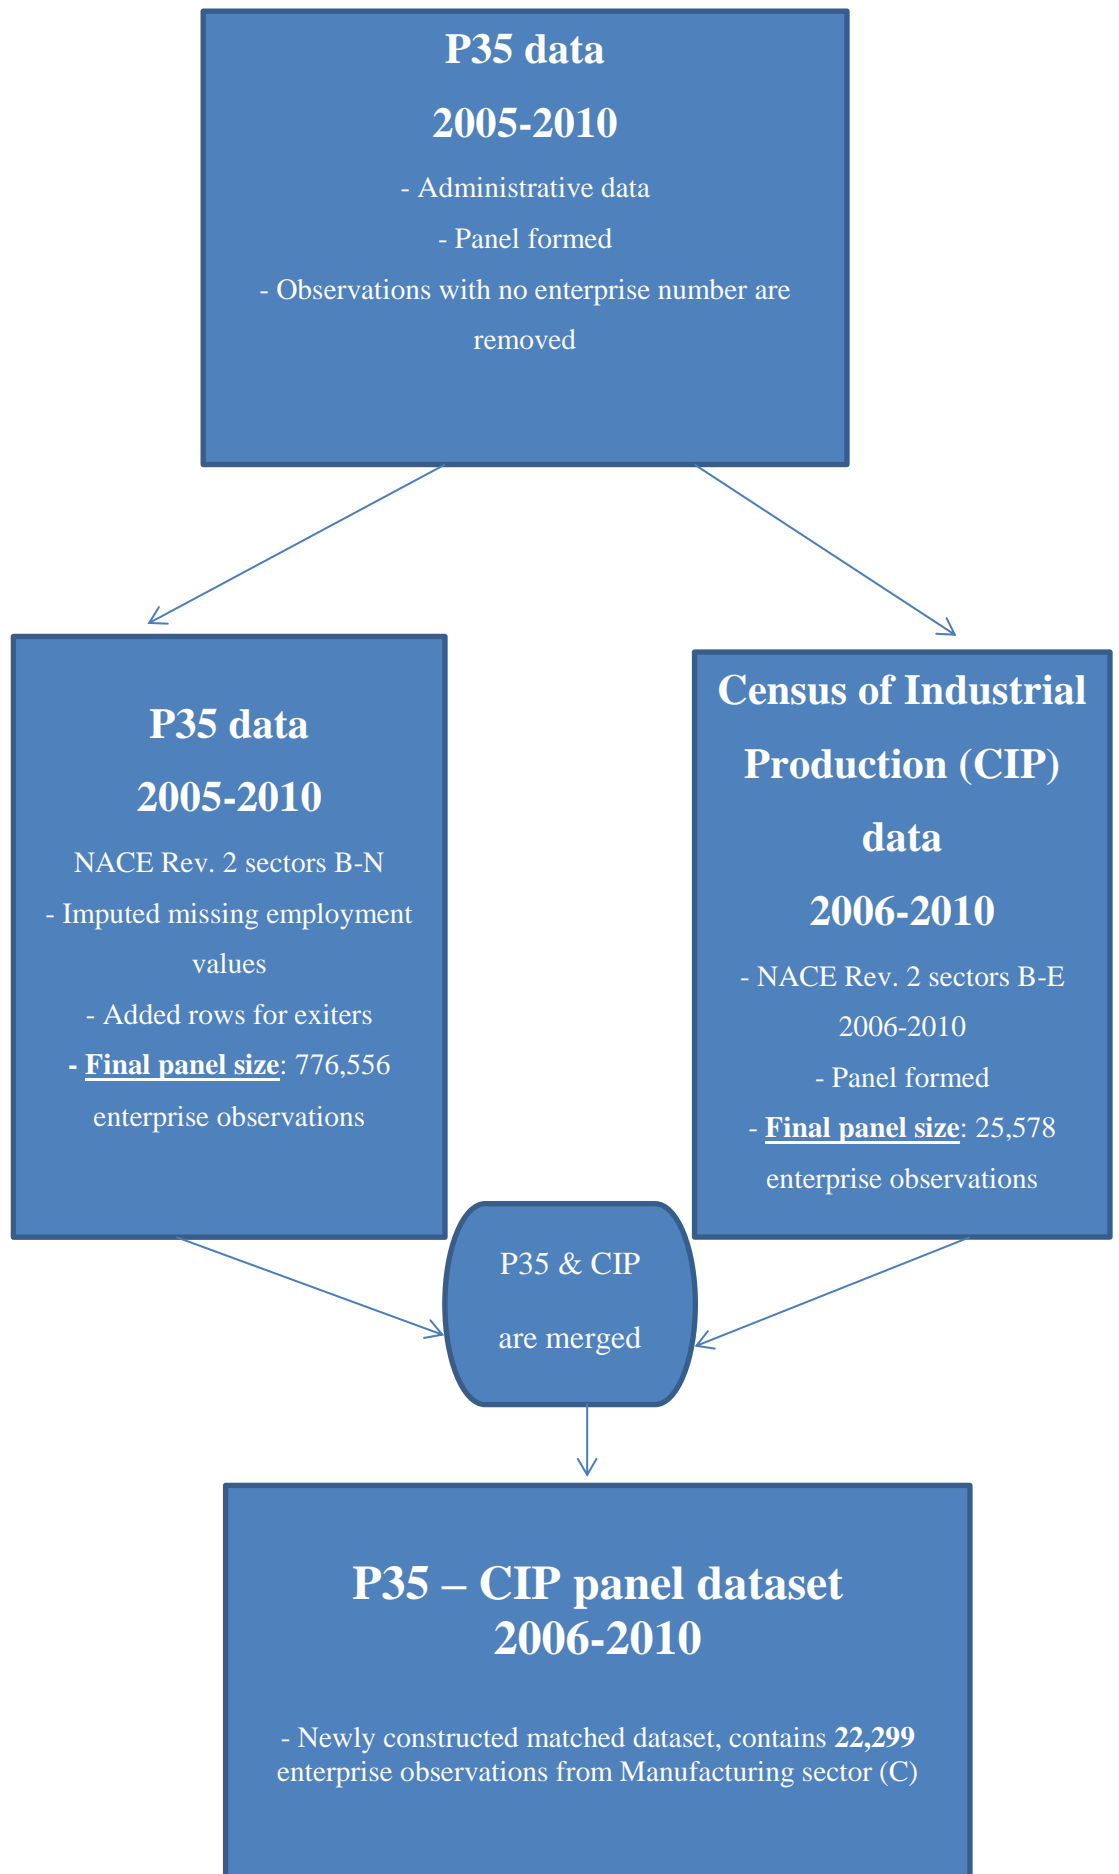 P35 data
2005-2010
- Administrative data
- Panel formed
- Observations with no enterprise number are
removed
P35 data
2005-2010
NACE Rev. 2 sectors B-N
- Imputed missing employment
values
- Added rows for exiters
- Final panel size: 776,556
enterprise observations
Census of Industrial
Production (CIP)
data
2006-2010
- NACE Rev. 2 sectors B-E
2006-2010
- Panel formed
- Final panel size: 25,578
enterprise observations
P35 & CIP
are merged
P35 – CIP panel dataset
2006-2010
- Newly constructed matched dataset, contains 22,299
enterprise observations from Manufacturing sector (C)